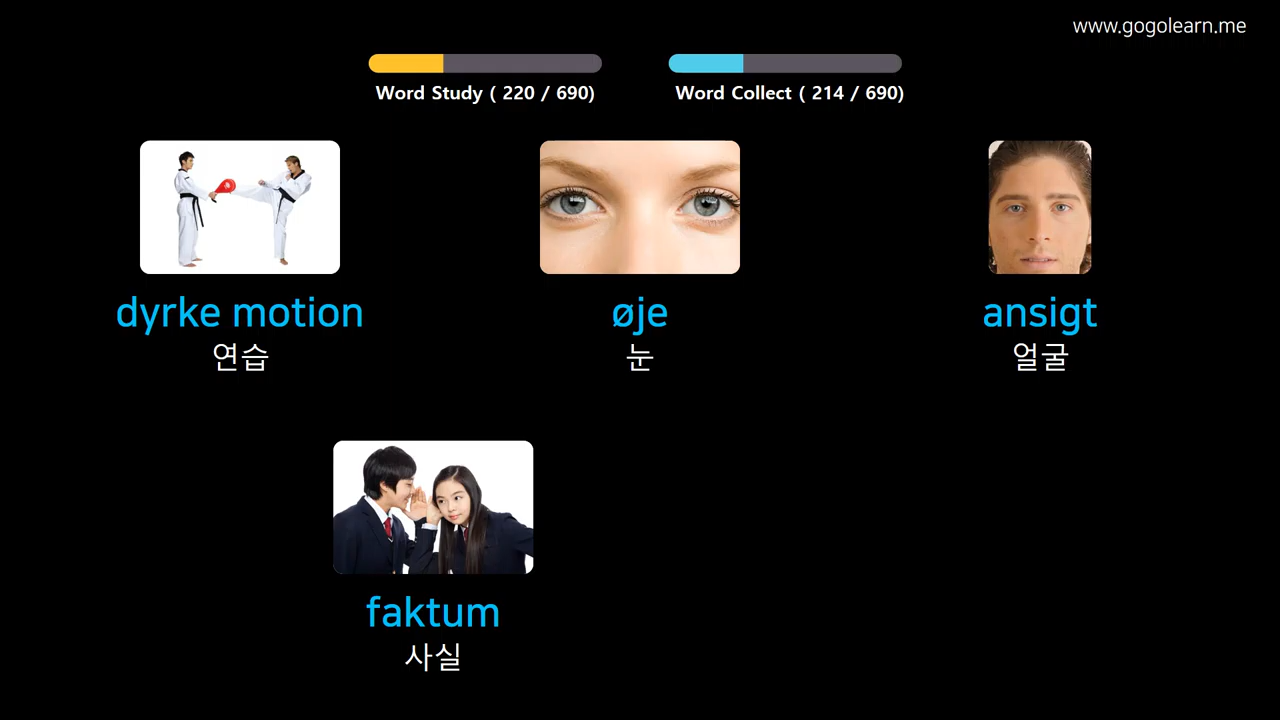 www.gogolearn.me
Word Study ( 220 / 690)
Word Collect ( 214 / 690)
dyrke motion
연습
øje
눈
ansigt
얼굴
faktum
사실